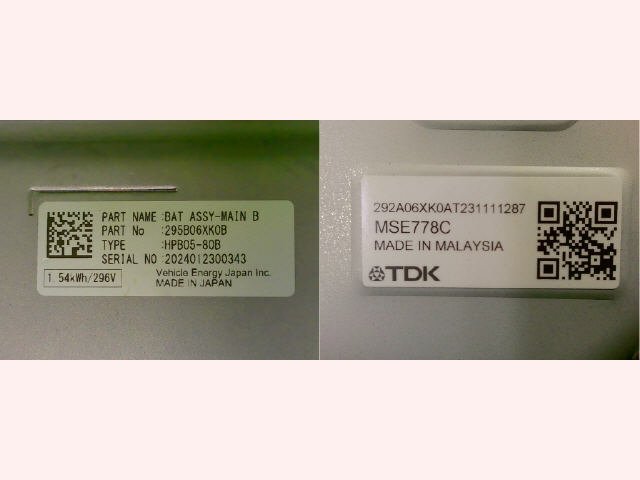 PART NAME :BAT ASSY-MAIN B
PART No :295B06XK0B
TYPE :HPB05-80B
SERIAL NO :2024012300343
1.54kWh/296V
Vehicle Energy Japan Inc.
MADE IN JAPAN
292A06XK0AT231111287
MSE778C
MADE IN MALAYSIA
TDK